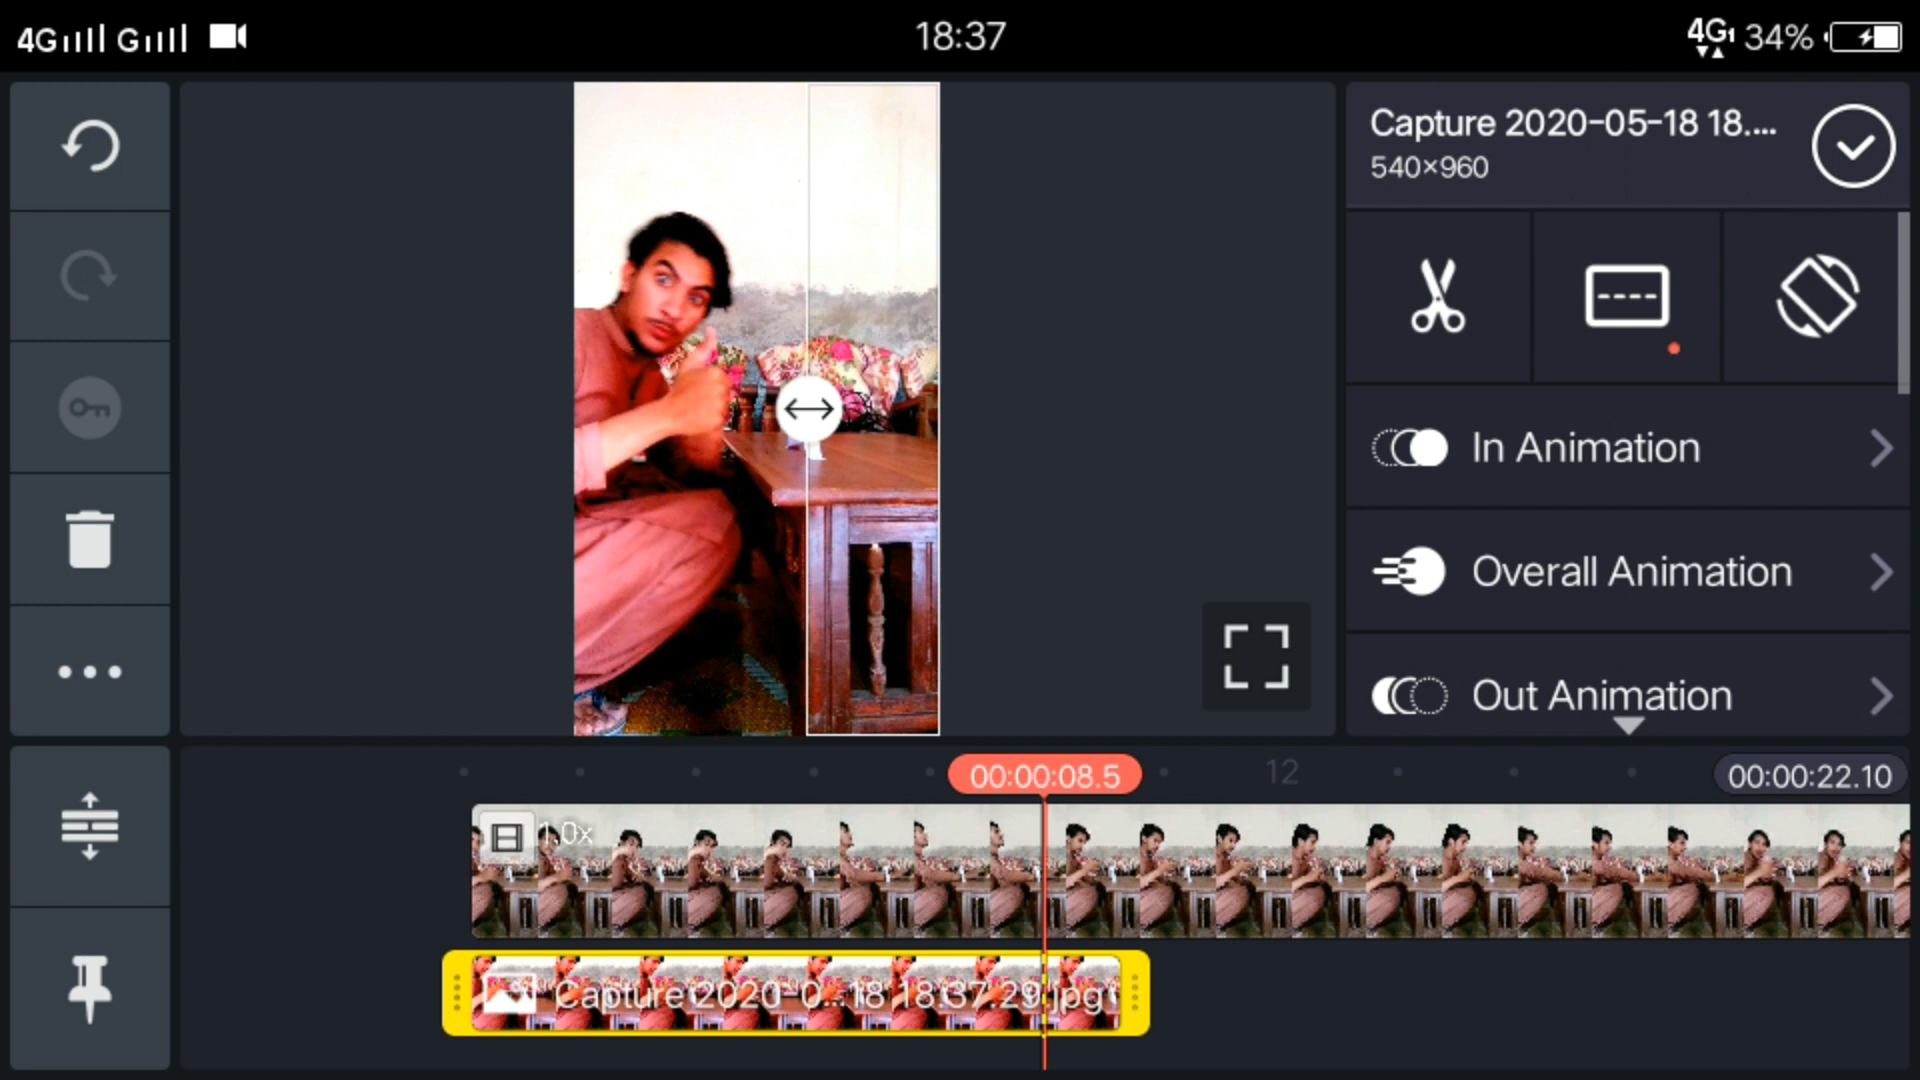 4G G 18:37 4G1 34%
Capture 2020-05-18 18....
540×960
In Animation
Overall Animation
Out Animation
00:00:08.5 12 00:00:22.10
1.0x
Capture 2020-0...18 18.37.29.jpg